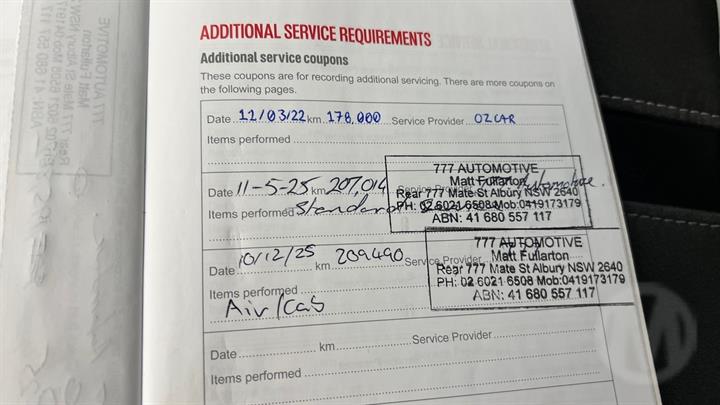 ADDITIONAL SERVICE REQUIREMENTS
Additional service coupons
These coupons are for recording additional servicing. There are more coupons on
the following pages.
Date 12/03/22 km 178,000 Service Provider OZCAR
Items performed
777 AUTOMOTIVE
Matt Fullarton
Rear 777 Mate St Albury NSW 2640
PH: 02 6021 6508 Mob:0419173179
ABN: 41 680 557 117
Date 11-5-25 km 207,014 Automotive.
Items performed Standard
777 AUTOMOTIVE
Matt Fullarton
Rear 777 Mate St Albury NSW 2640
PH: 02 6021 6508 Mob:0419173179
ABN: 41 680 557 117
Date 10/12/25 km 209490 Service Provider
Items performed
Air/Cab
Date km Service Provider
Items performed